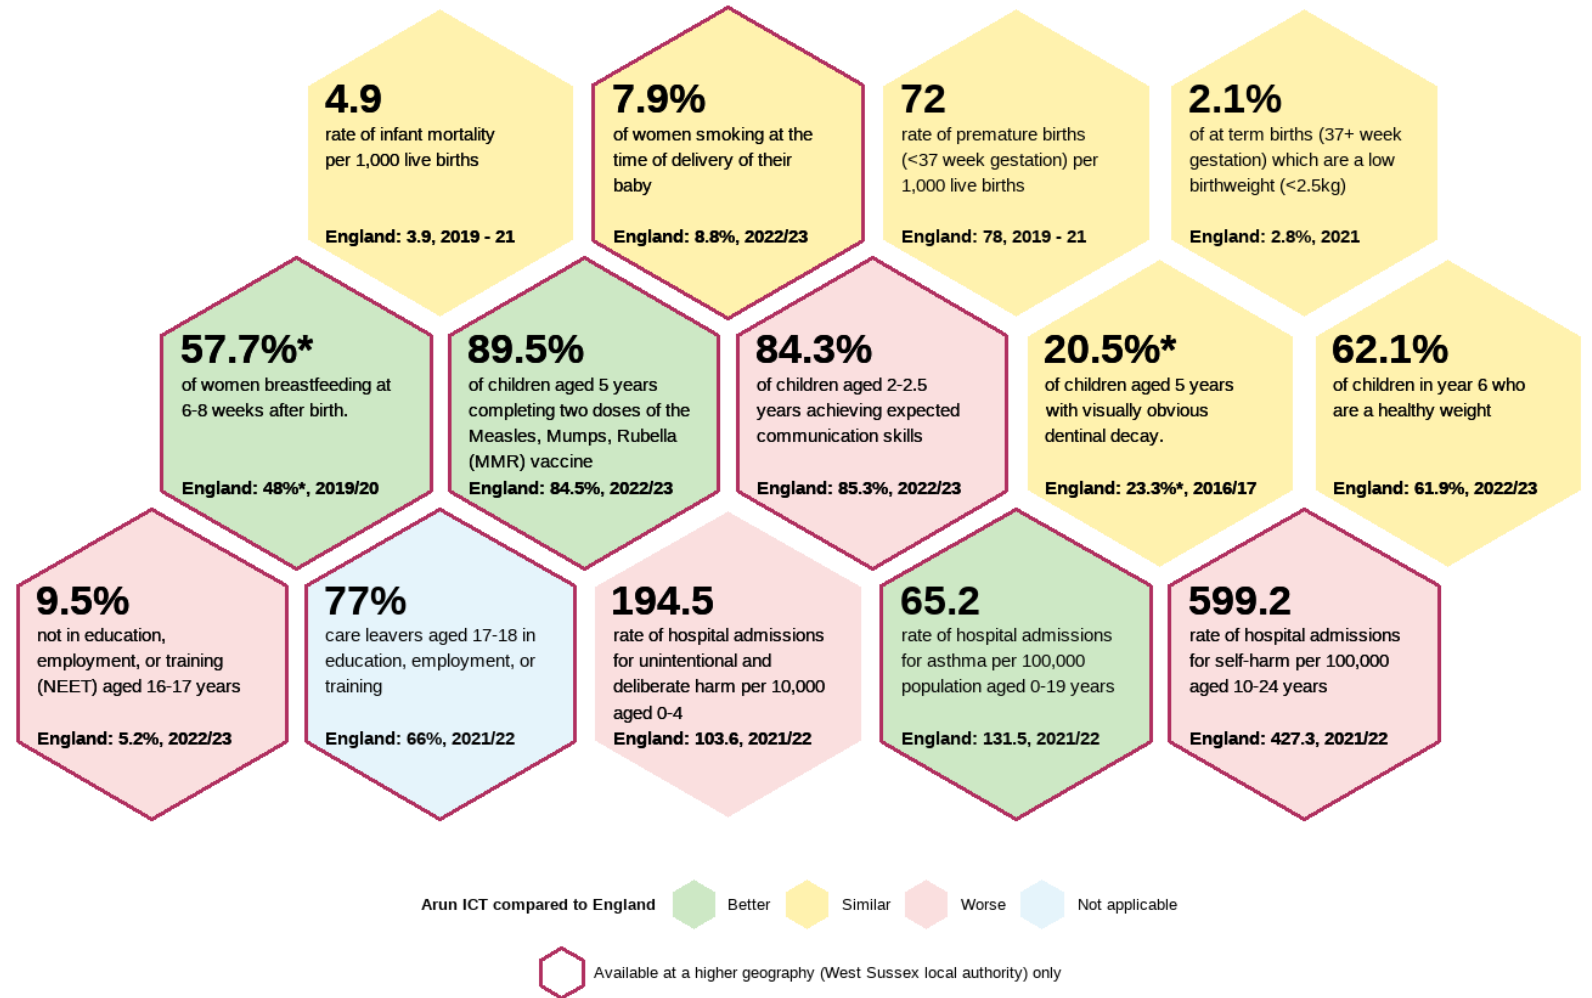 4.9
rate of infant mortality
per 1,000 live births
England: 3.9, 2019 - 21
7.9%
of women smoking at the
time of delivery of their
baby
England: 8.8%, 2022/23
72
rate of premature births
(<37 week gestation) per
1,000 live births
England: 78, 2019 - 21
2.1%
of at term births (37+ week
gestation) which are a low
birthweight (<2.5kg)
England: 2.8%, 2021
57.7%*
of women breastfeeding at
6-8 weeks after birth.
England: 48%*, 2019/20
89.5%
of children aged 5 years
completing two doses of the
Measles, Mumps, Rubella
(MMR) vaccine
England: 84.5%, 2022/23
84.3%
of children aged 2-2.5
years achieving expected
communication skills
England: 85.3%, 2022/23
20.5%*
of children aged 5 years
with visually obvious
dentinal decay.
England: 23.3%*, 2016/17
62.1%
of children in year 6 who
are a healthy weight
England: 61.9%, 2022/23
9.5%
not in education,
employment, or training
(NEET) aged 16-17 years
England: 5.2%, 2022/23
77%
care leavers aged 17-18 in
education, employment, or
training
England: 66%, 2021/22
194.5
rate of hospital admissions
for unintentional and
deliberate harm per 10,000
aged 0-4
England: 103.6, 2021/22
65.2
rate of hospital admissions
for asthma per 100,000
population aged 0-19 years
England: 131.5, 2021/22
599.2
rate of hospital admissions
for self-harm per 100,000
aged 10-24 years
England: 427.3, 2021/22
Arun ICT compared to England Better Similar Worse Not applicable
Available at a higher geography (West Sussex local authority) only